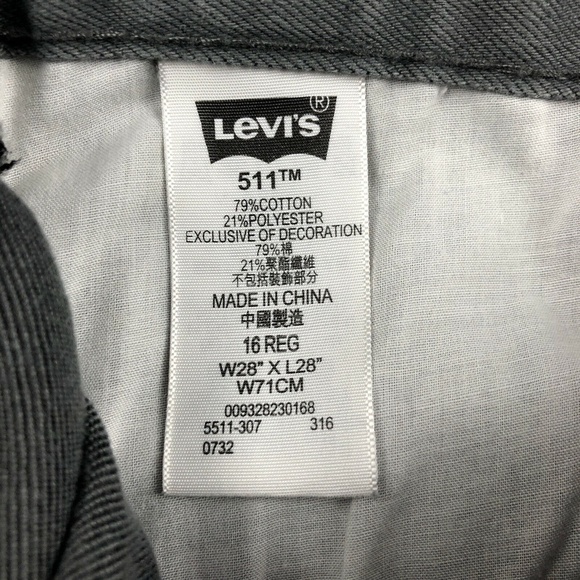 LEVI'S ®
511™
79%COTTON
21%POLYESTER
EXCLUSIVE OF DECORATION
79%棉
21%聚酯纖維
不包括裝飾部分
MADE IN CHINA
中國製造
16 REG
W28" X L28"
W71CM
009328230168
5511-307 316
0732